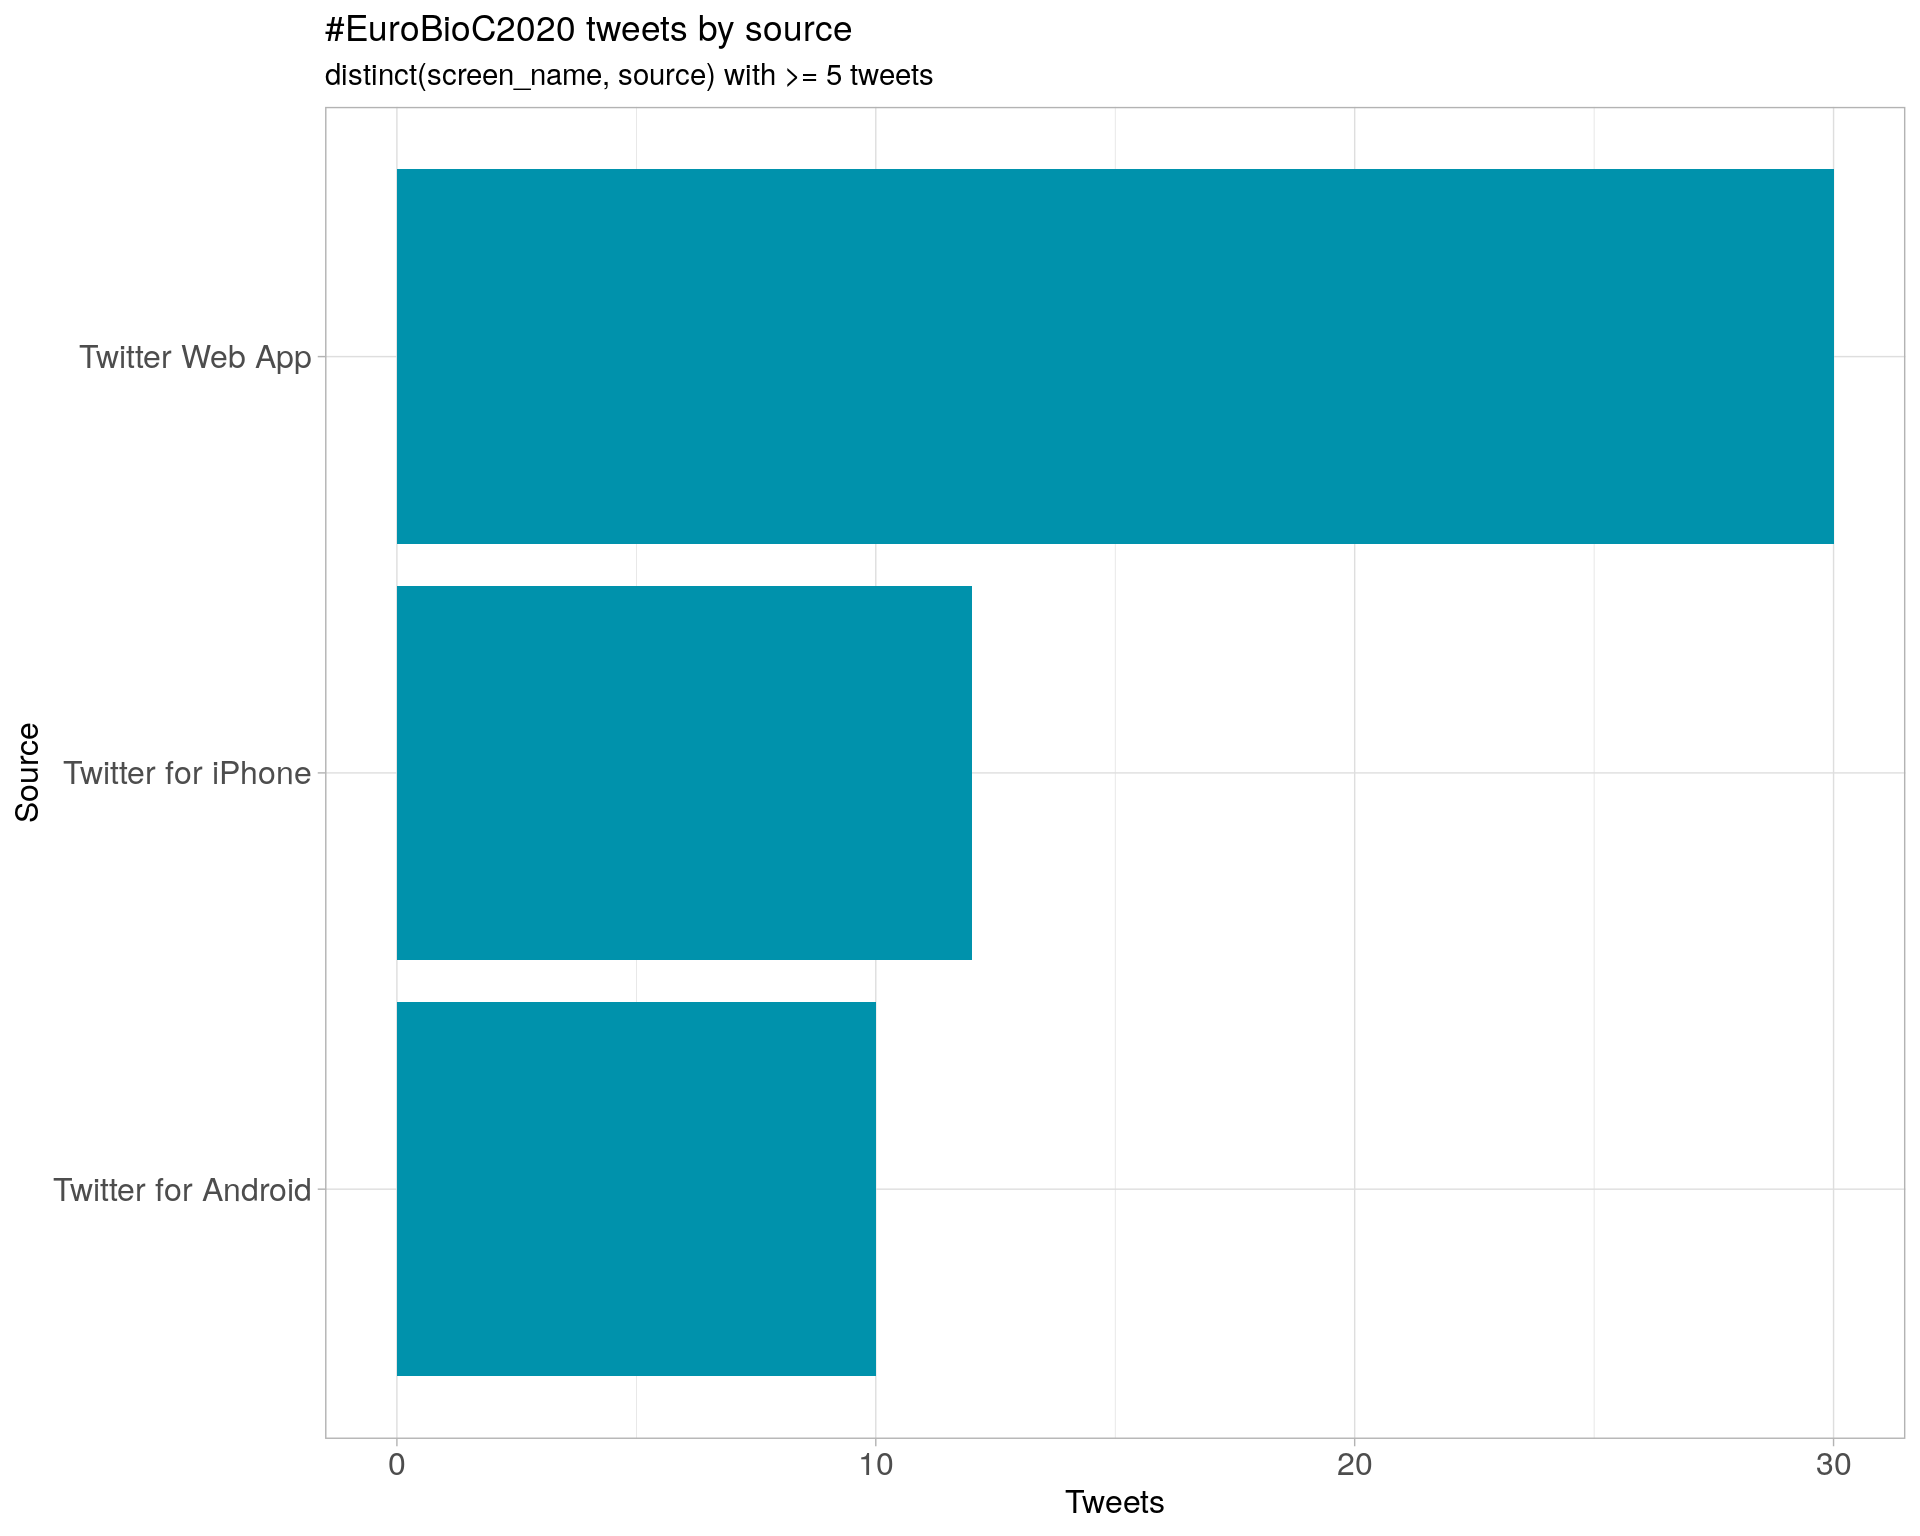 #EuroBioC2020 tweets by source
distinct(screen_name, source) with >= 5 tweets
Source
Twitter Web App
Twitter for iPhone
Twitter for Android
0 10 20 30
Tweets